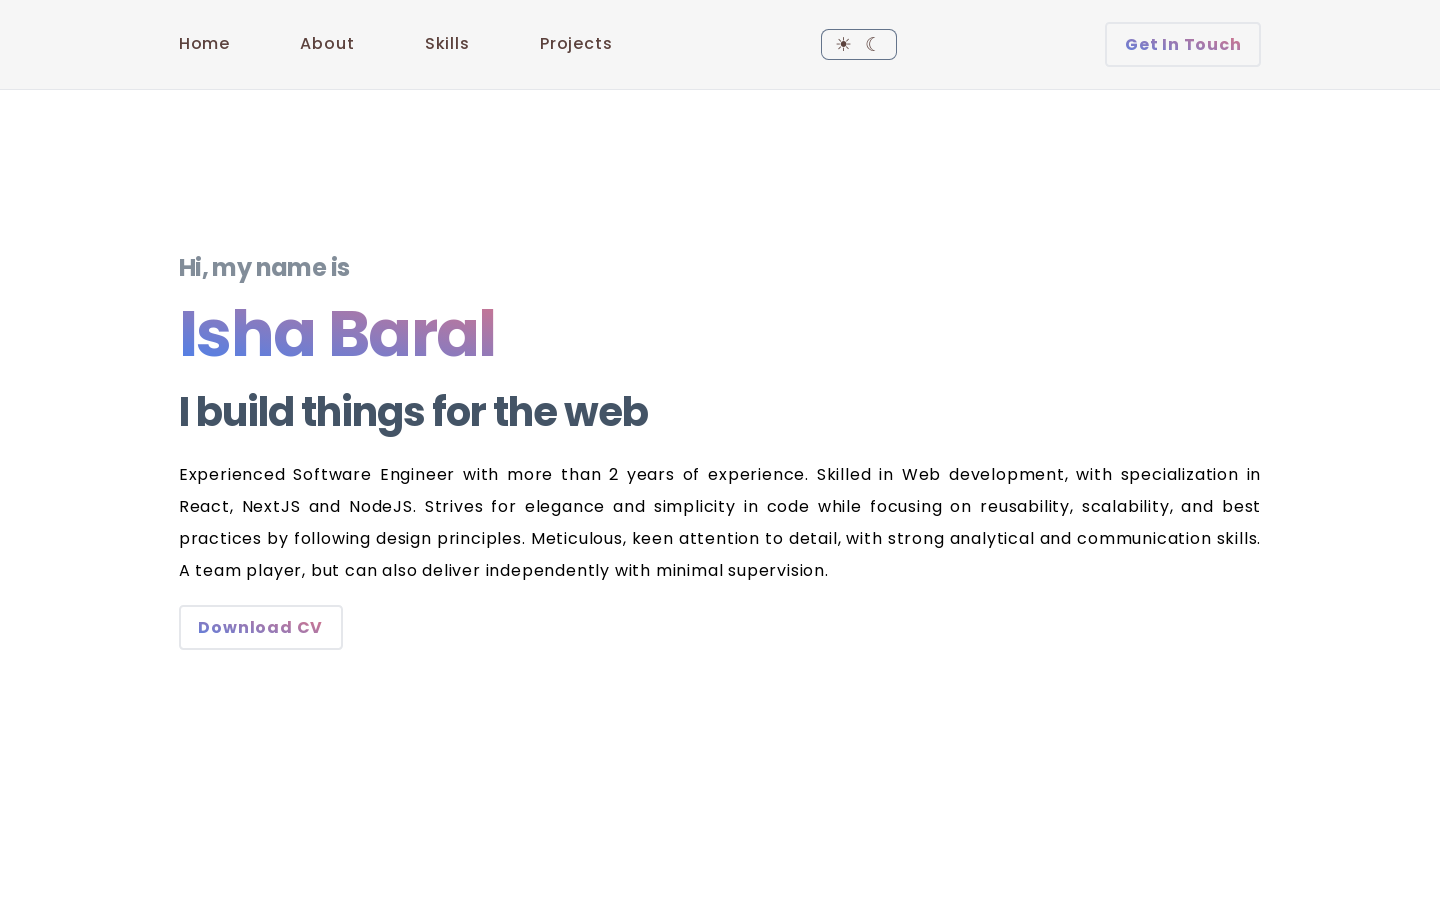 Home About Skills Projects ☀ ☾ Get In Touch
Hi, my name is
Isha Baral
I build things for the web
Experienced Software Engineer with more than 2 years of experience. Skilled in Web development, with specialization in
React, NextJS and NodeJS. Strives for elegance and simplicity in code while focusing on reusability, scalability, and best
practices by following design principles. Meticulous, keen attention to detail, with strong analytical and communication skills.
A team player, but can also deliver independently with minimal supervision.
Download CV